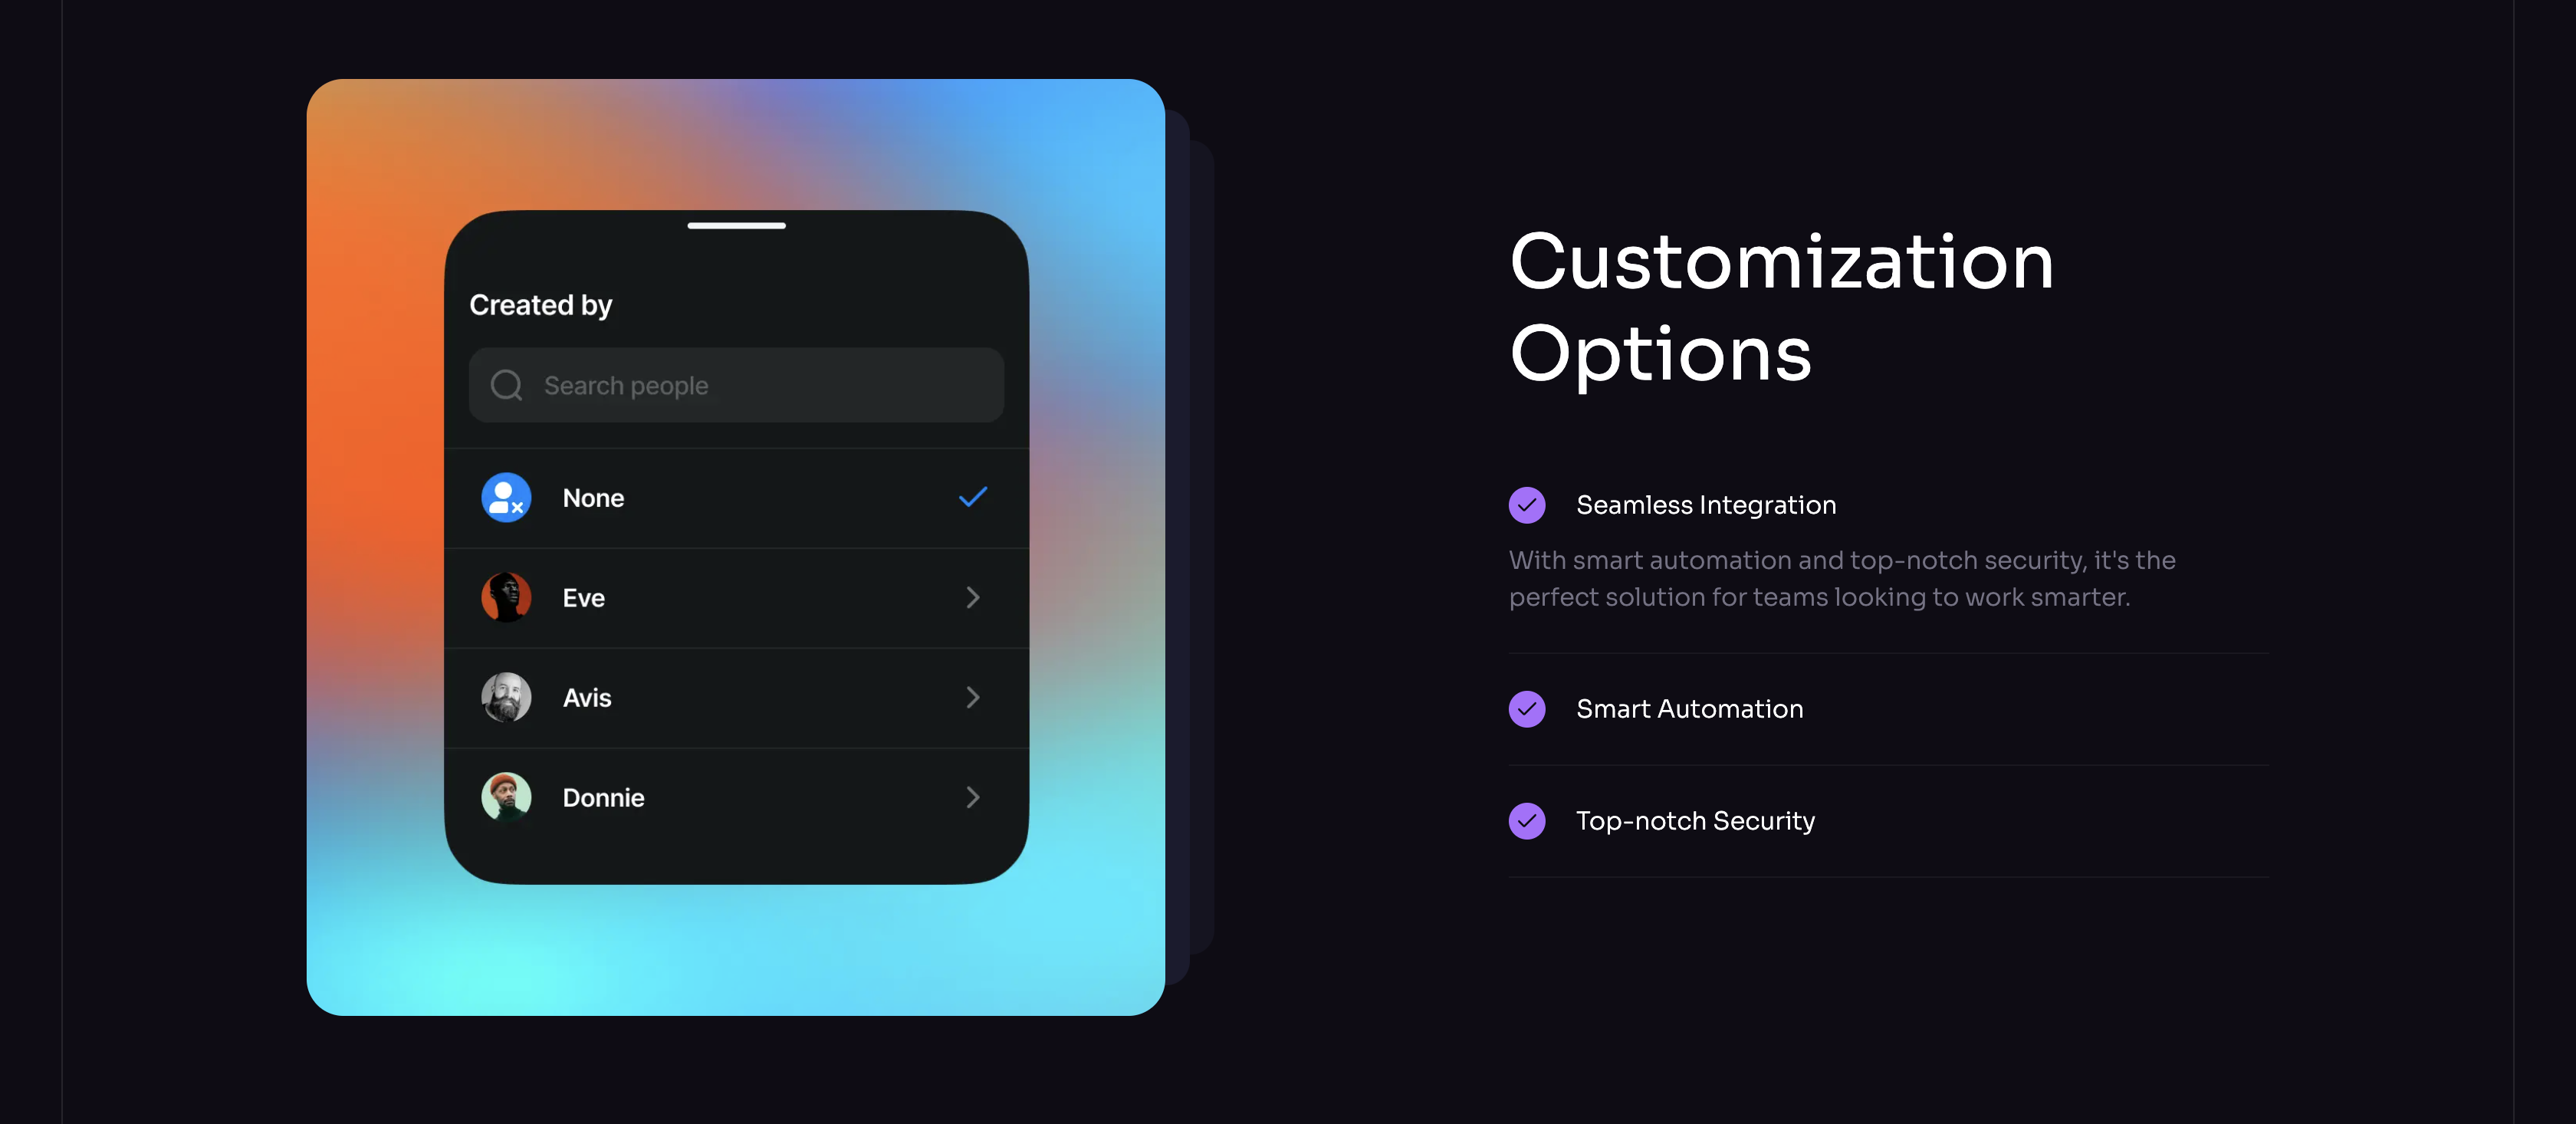 Created by
Search people
None
Eve
Avis
Donnie
Customization
Options
Seamless Integration
With smart automation and top-notch security, it's the
perfect solution for teams looking to work smarter.
Smart Automation
Top-notch Security